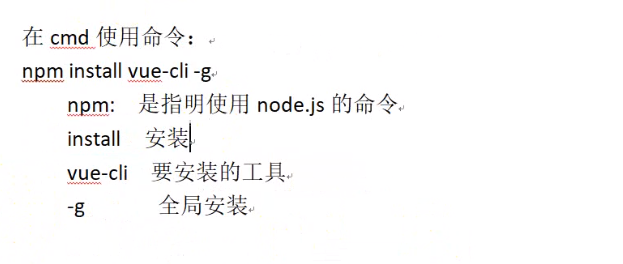 在 cmd 使用命令：
npm install vue-cli -g
npm: 是指明使用 node.js 的命令
install 安装
vue-cli 要安装的工具
-g 全局安装